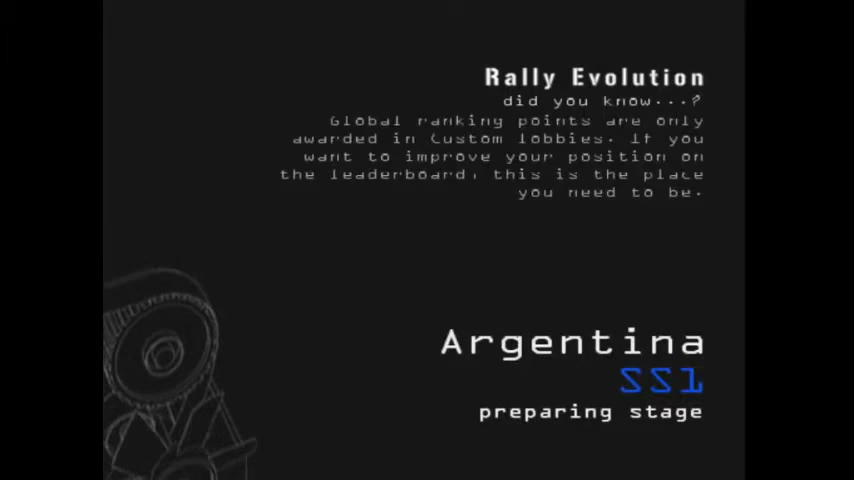 Rally Evolution
did you know...?
Global ranking points are only
awarded in Custom lobbies. If you
want to improve your position on
the leaderboard, this is the place
you need to be.
Argentina
SS1
preparing stage